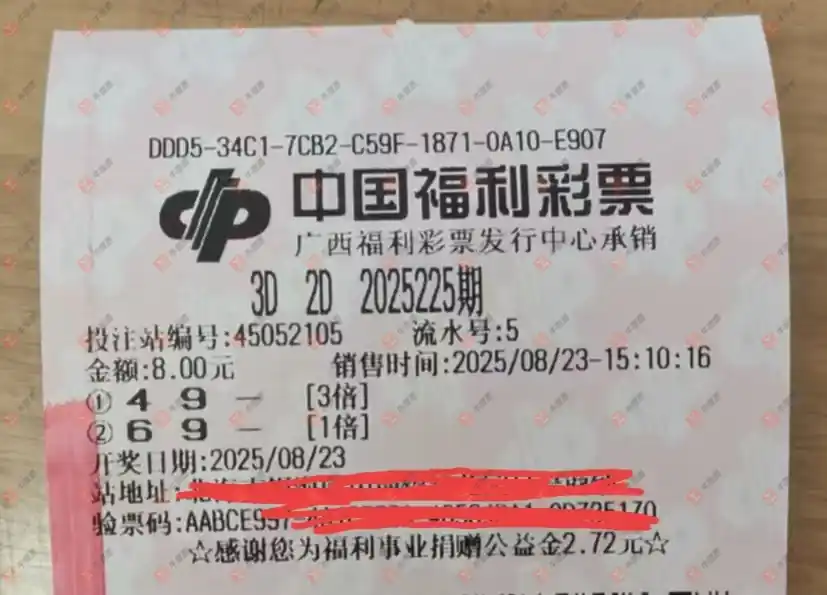 DDD5-34C1-7CB2-C59F-1871-0A10-E907
中国福利彩票
广西福利彩票发行中心承销
3D 2D 2025225期
投注站编号:45052105 流水号:5
金额:8.00元 销售时间:2025/08/23-15:10:16
① 4 9 - [3倍]
② 6 9 - [1倍]
开奖日期:2025/08/23
站地址:
验票码:AABCE957-
☆感谢您为福利事业捐赠公益金2.72元☆